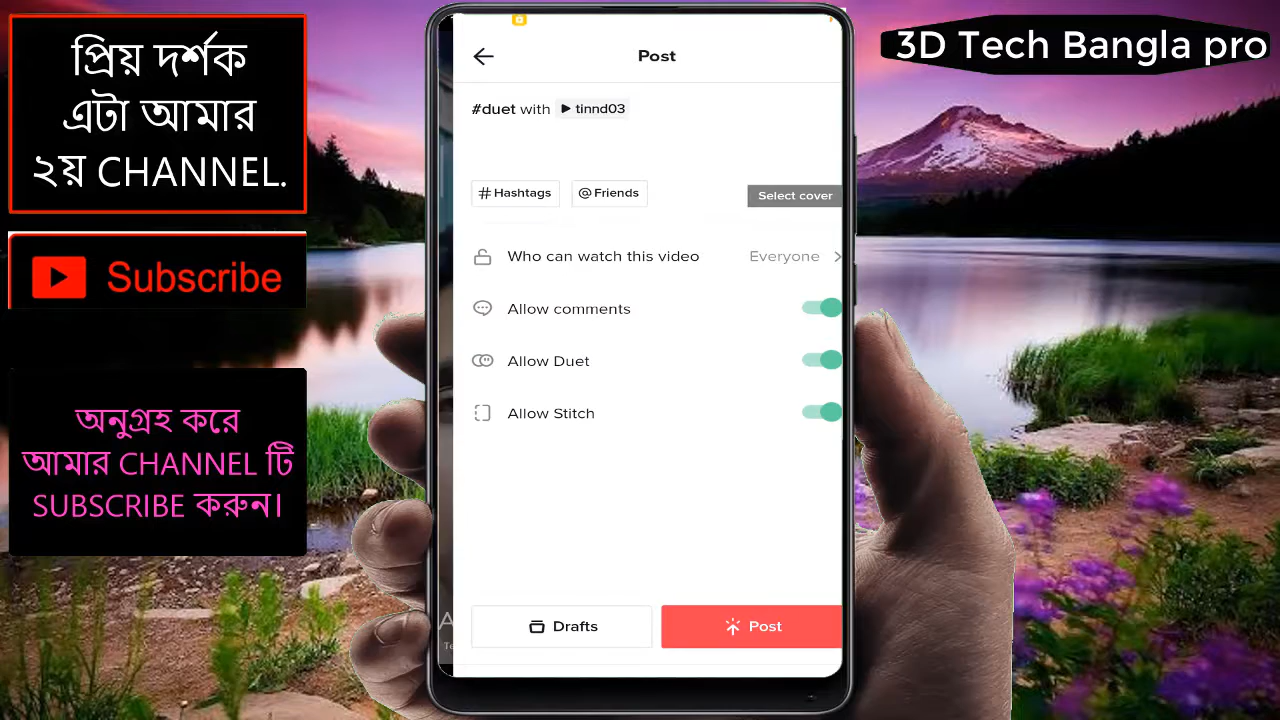 প্রিয় দর্শক
এটা আমার
২য় CHANNEL.
Subscribe
অনুগ্রহ করে
আমার CHANNEL টি
SUBSCRIBE করুন।
3D Tech Bangla pro
Post
#duet with tinnd03
# Hashtags @ Friends
Select cover
Who can watch this video Everyone
Allow comments
Allow Duet
Allow Stitch
Drafts Post